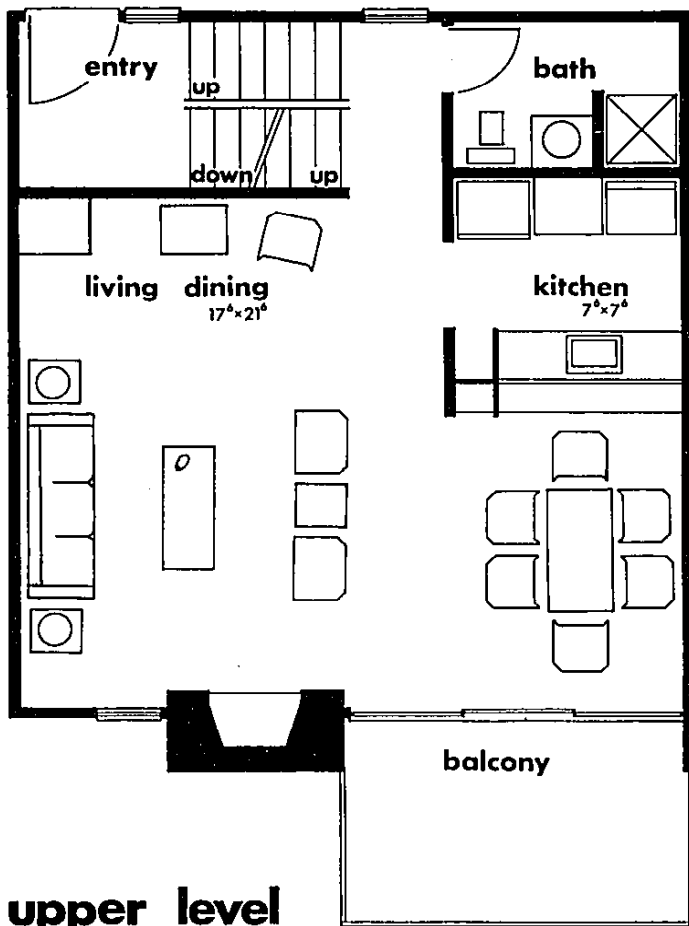 entry
bath
up
down
up
living dining
17⁶×21⁶
kitchen
7⁶×7⁶
balcony
upper level